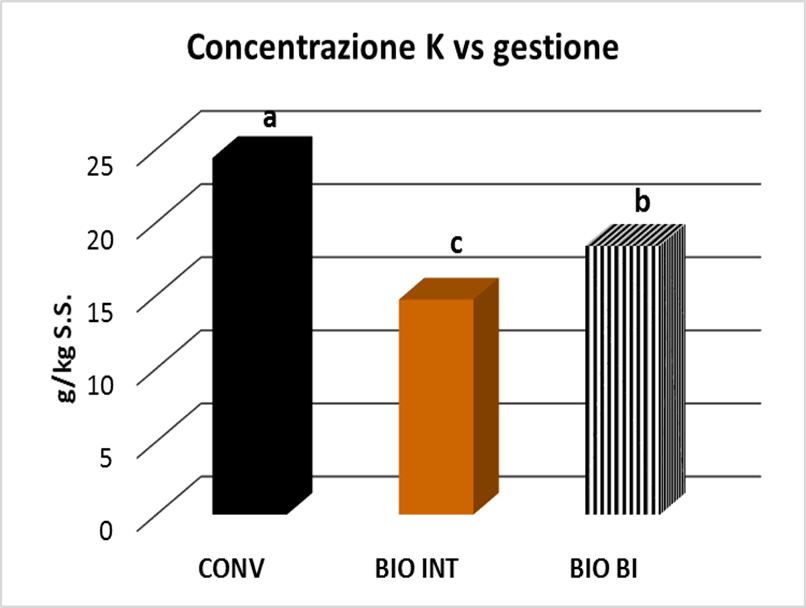 Concentrazione K vs gestione
a
25
b
20
c
15
g/kg S.S.
10
5
0
CONV BIO INT BIO BI